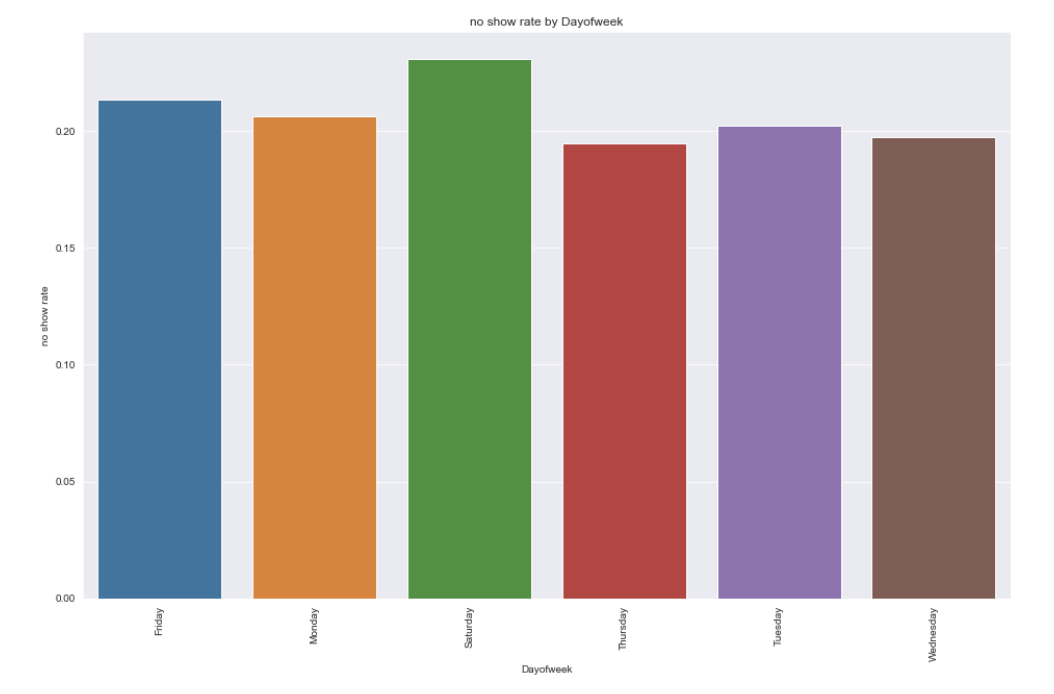 no show rate by Dayofweek
no show rate
0.20
0.15
0.10
0.05
0.00
Friday
Monday
Saturday
Thursday
Tuesday
Wednesday
Dayofweek